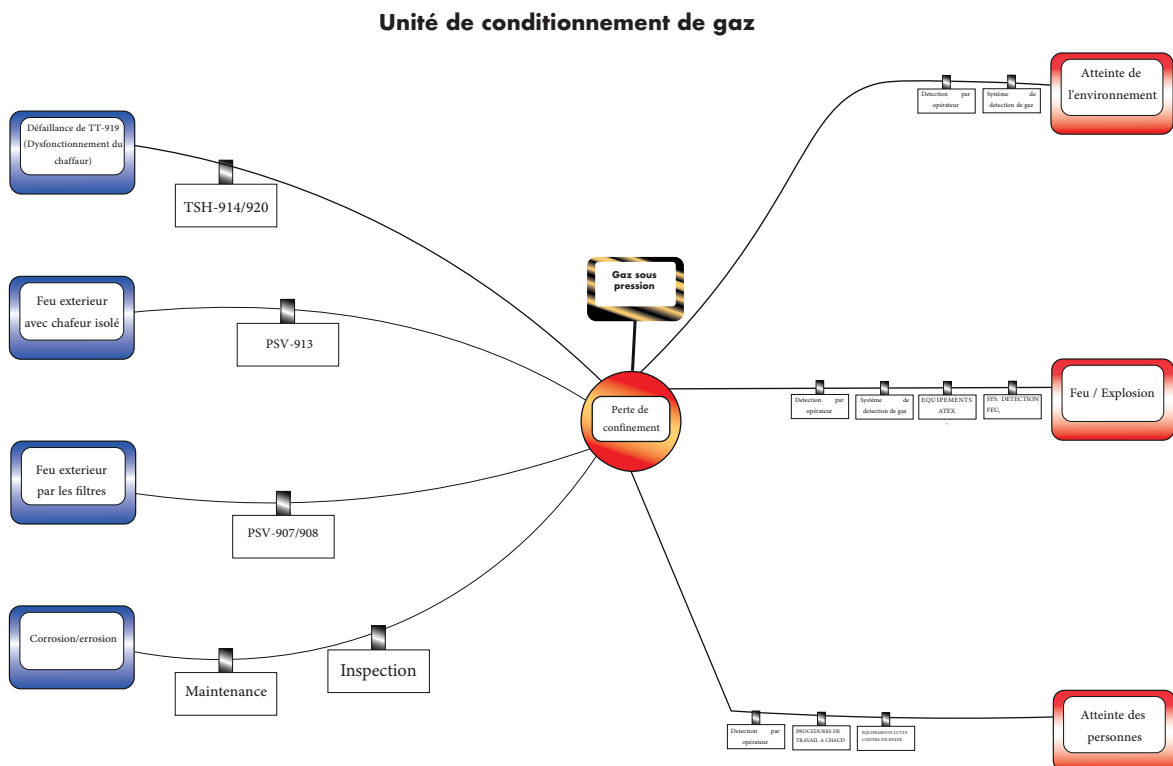 Unité de conditionnement de gaz
Défaillance de TT-919
(Dysfonctionnement du
chaffaur)
TSH-914/920
Feu exterieur
avec chafeur isolé
PSV-913
Feu exterieur
par les filtres
PSV-907/908
Corrosion/errosion
Maintenance
Inspection
Gaz sous
pression
Perte de
confinement
Detection par
opérateur
Système de
detection de gaz
Atteinte de
l'environnement
Detection par
opérateur
Système de
detection de gaz
EQUIPEMENTS
ATEX
SYS: DETECTION
FEU,
Feu / Explosion
Detection par
opérateur
PROCEDURES DE
TRAVAIL A CHAUD
EQUIPEMENTS LUTTE
CONTRE INCENDIE
Atteinte des
personnes